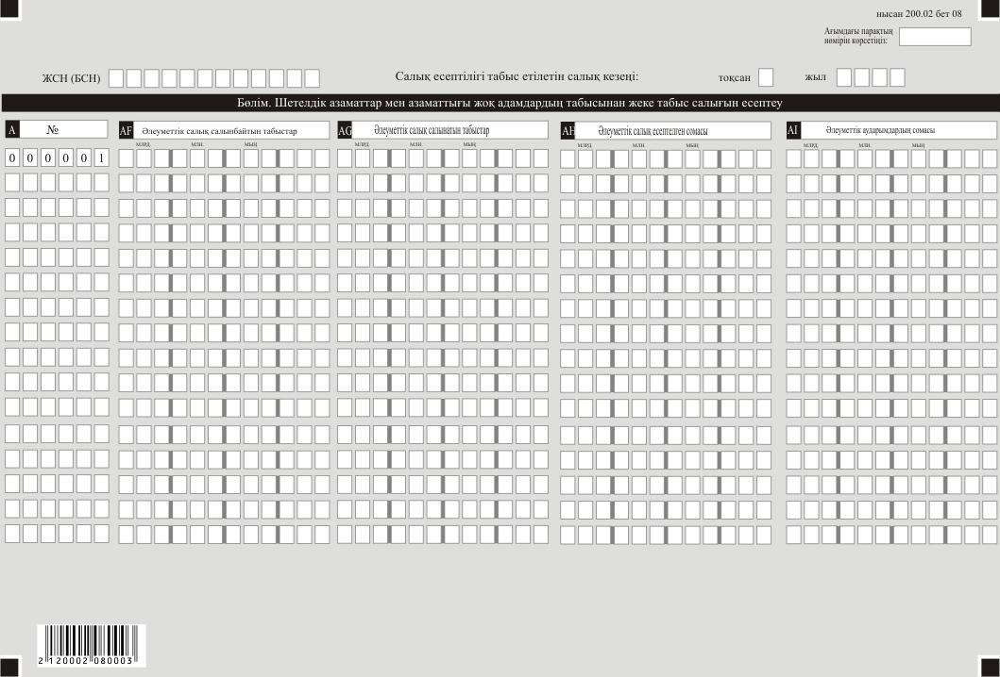 нысан 200.02 бет 08
Ағымдағы парақтың
нөмірін көрсетіңіз:
ЖСН (БСН) Салық есептілігі табыс етілетін салық кезеңі: тоқсан жыл
Бөлім. Шетелдік азаматтар мен азаматтығы жоқ адамдардың табысынан жеке табыс салығын есептеу
A № AF Әлеуметтік салық салынбайтын табыстар AG Әлеуметтік салық салынатын табыстар AH Әлеуметтік салық есептелген сомасы AI Әлеуметтік аударымдардың сомасы
МЛРД. МЛН. МЫҢ МЛРД. МЛН. МЫҢ МЛРД. МЛН. МЫҢ МЛРД. МЛН. МЫҢ
0 0 0 0 0 1
2 120002 080003